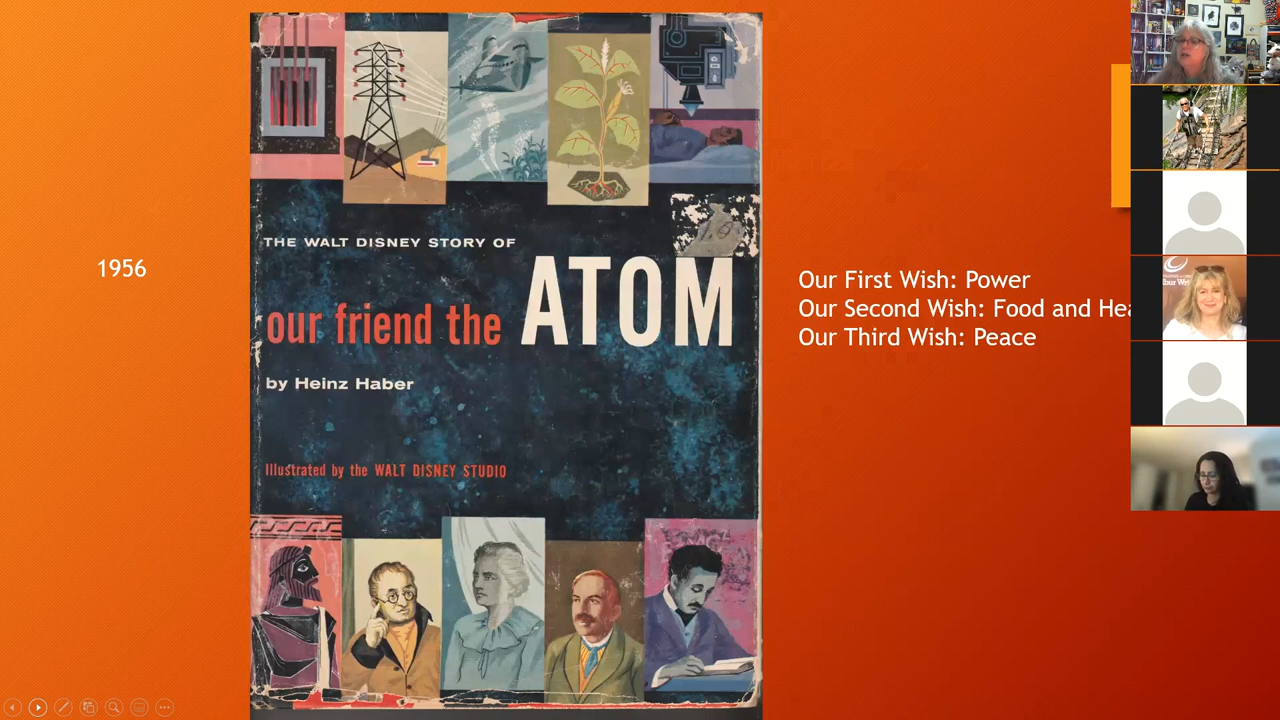 1956
THE WALT DISNEY STORY OF
our friend the ATOM
by Heinz Haber
Illustrated by the WALT DISNEY STUDIO
Our First Wish: Power
Our Second Wish: Food and Hea
Our Third Wish: Peace